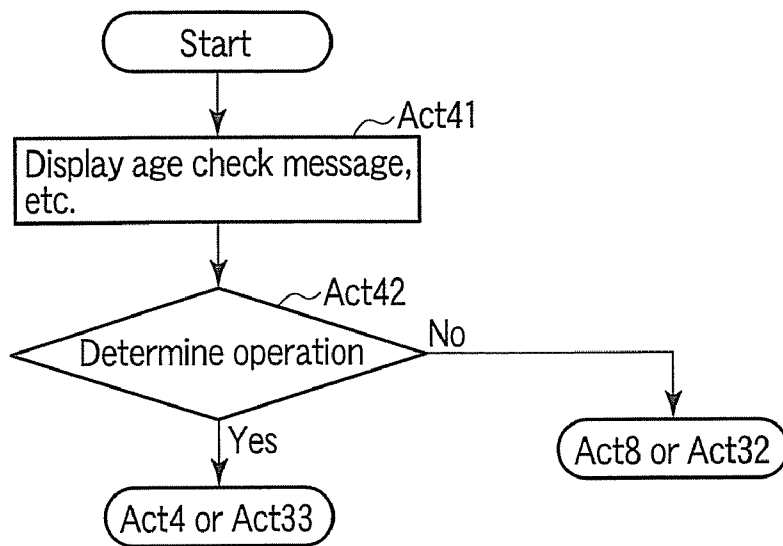 Start
Act41
Display age check message,
etc.
Act42
Determine operation
No
Yes
Act8 or Act32
Act4 or Act33